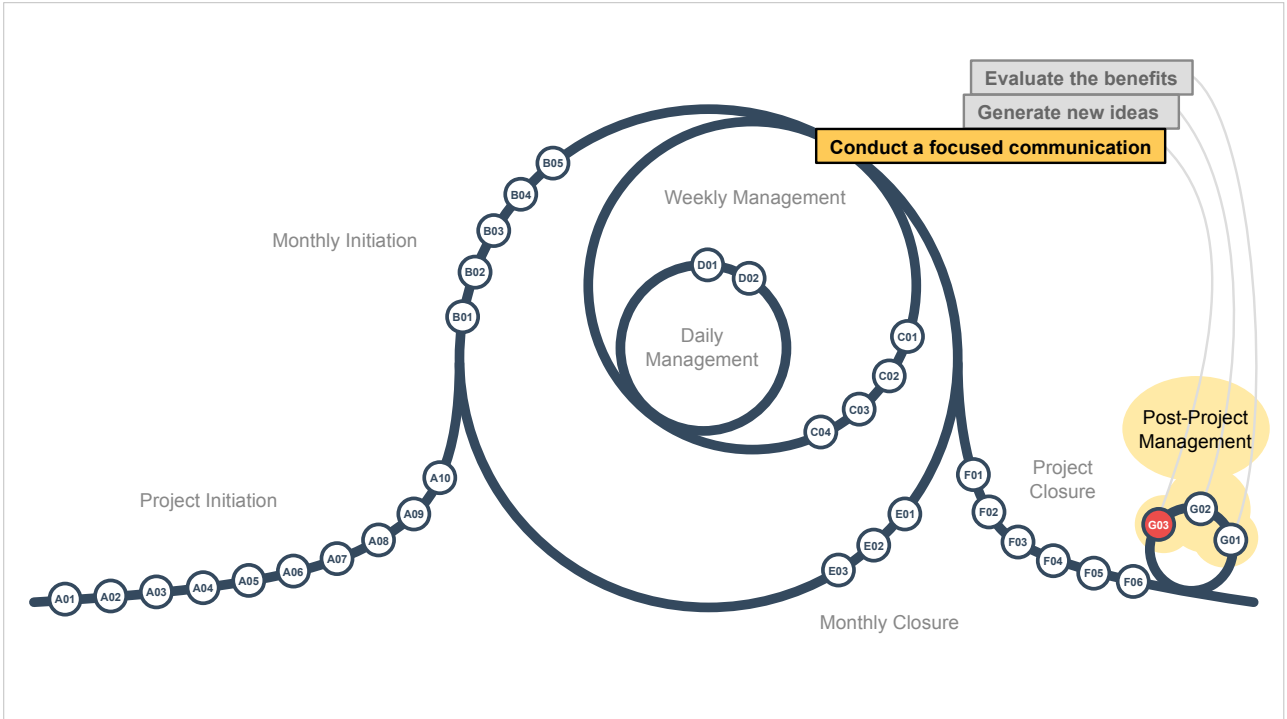 Evaluate the benefits
Generate new ideas
Conduct a focused communication
B05
B04
B03
B02
B01
Monthly Initiation
Weekly Management
D01
D02
Daily
Management
C01
C02
C03
C04
Post-Project
Management
Project
Closure
Project Initiation
A10
A09
A08
A07
A06
A05
A04
A03
A02
A01
E01
E02
E03
Monthly Closure
F01
F02
F03
F04
F05
F06
G03
G02
G01